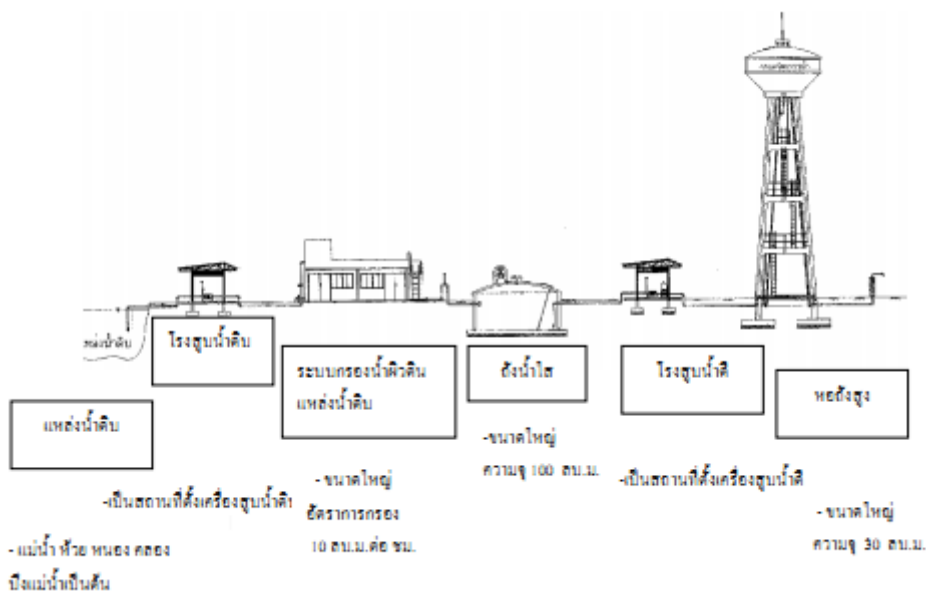 แหล่งน้ำดิบ
โรงสูบน้ำดิบ
ระบบกรองน้ำผิวดิน
แหล่งน้ำดิบ
ถังน้ำใส
โรงสูบน้ำดี
หอถังสูง
แหล่งน้ำดิบ
-ขนาดใหญ่
ความจุ 100 ลบ.ม.
-เป็นสถานที่ตั้งเครื่องสูบน้ำดิบ
- ขนาดใหญ่
อัตราการกรอง
10 ลบ.ม.ต่อ ชม.
-เป็นสถานที่ตั้งเครื่องสูบน้ำดี
- ขนาดใหญ่
ความจุ 30 ลบ.ม.
- แม่น้ำ ห้วย หนอง คลอง
บึงแม่น้ำเป็นต้น